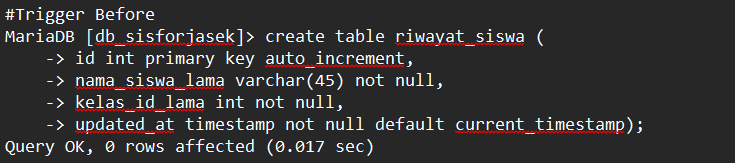 #Trigger Before
MariaDB [db_sisforjasek]> create table riwayat_siswa (
    -> id int primary key auto_increment,
    -> nama_siswa_lama varchar(45) not null,
    -> kelas_id_lama int not null,
    -> updated_at timestamp not null default current_timestamp);
Query OK, 0 rows affected (0.017 sec)